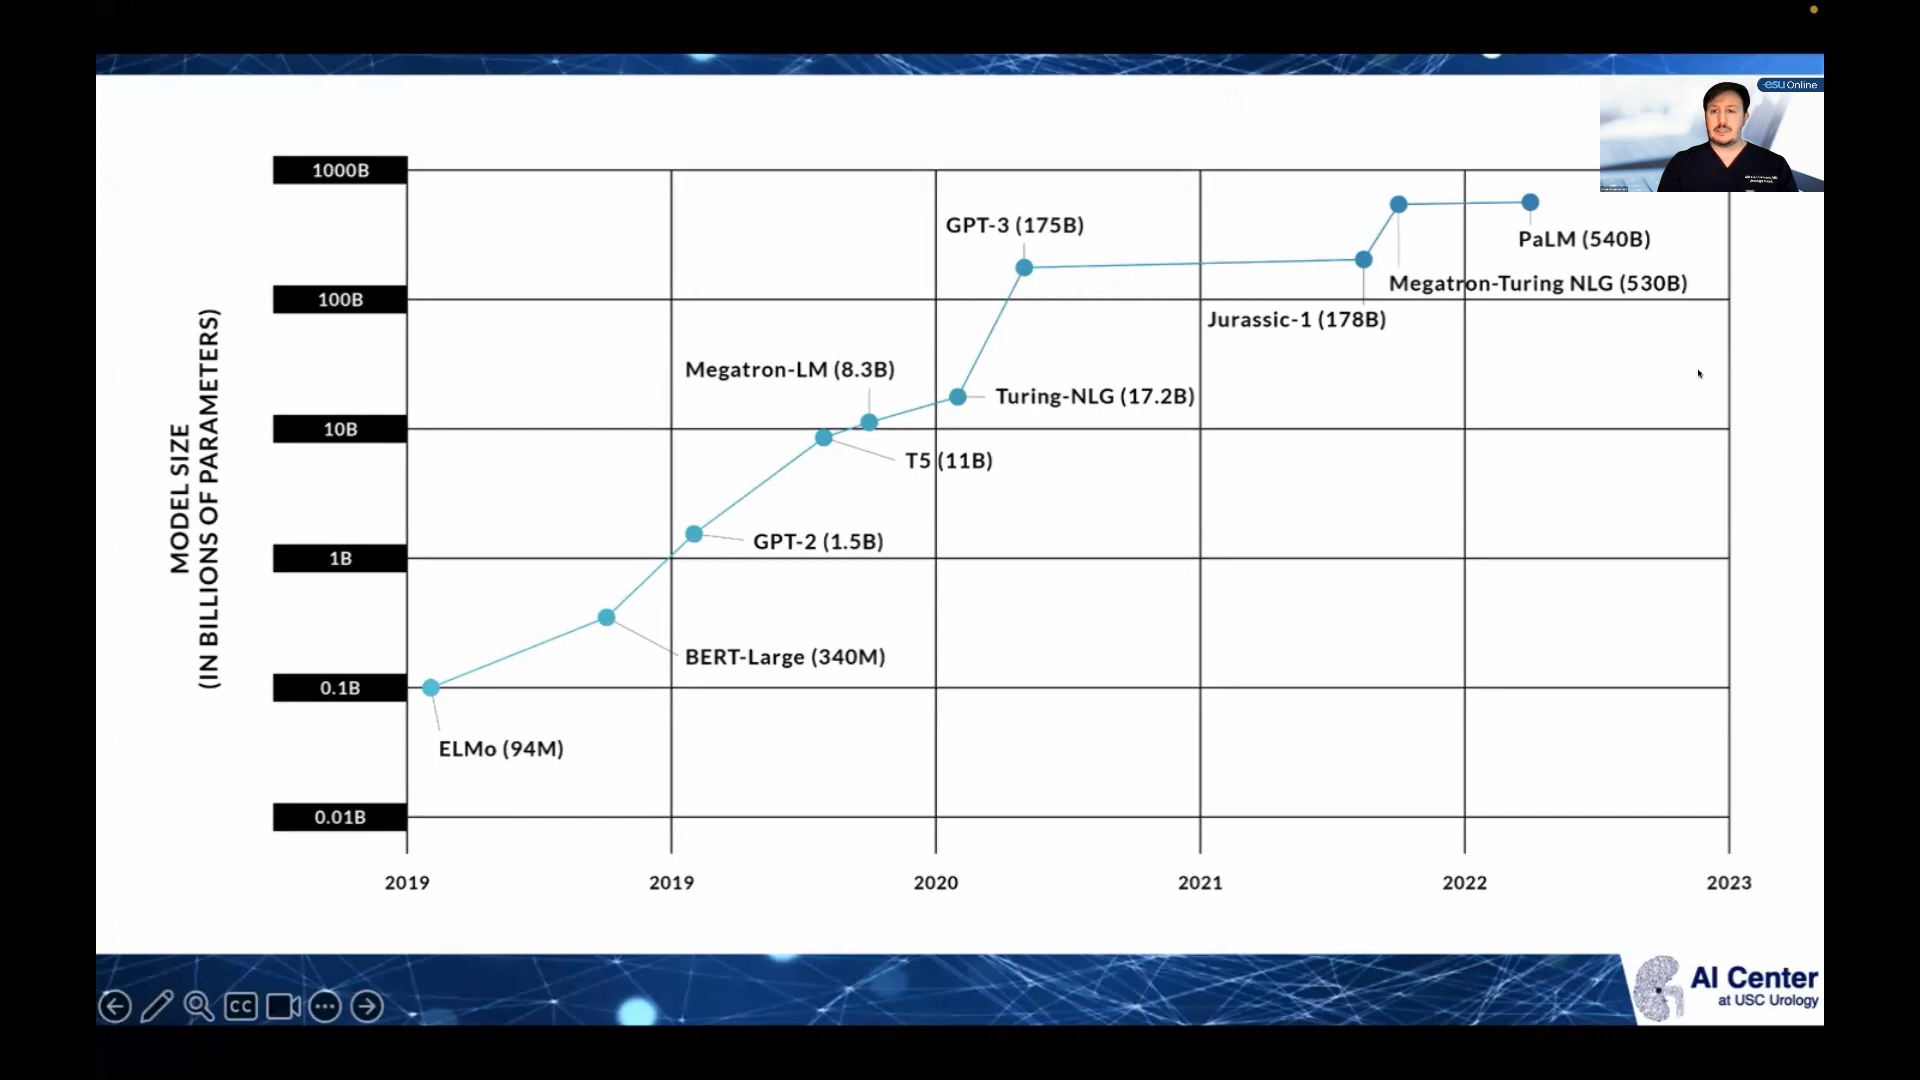 esu Online
1000B
GPT-3 (175B)
PaLM (540B)
Megatron-Turing NLG (530B)
100B
Jurassic-1 (178B)
Megatron-LM (8.3B)
Turing-NLG (17.2B)
10B
T5 (11B)
GPT-2 (1.5B)
1B
BERT-Large (340M)
0.1B
ELMo (94M)
0.01B
MODEL SIZE
(IN BILLIONS OF PARAMETERS)
2019 2019 2020 2021 2022 2023
CC
AI Center
at USC Urology